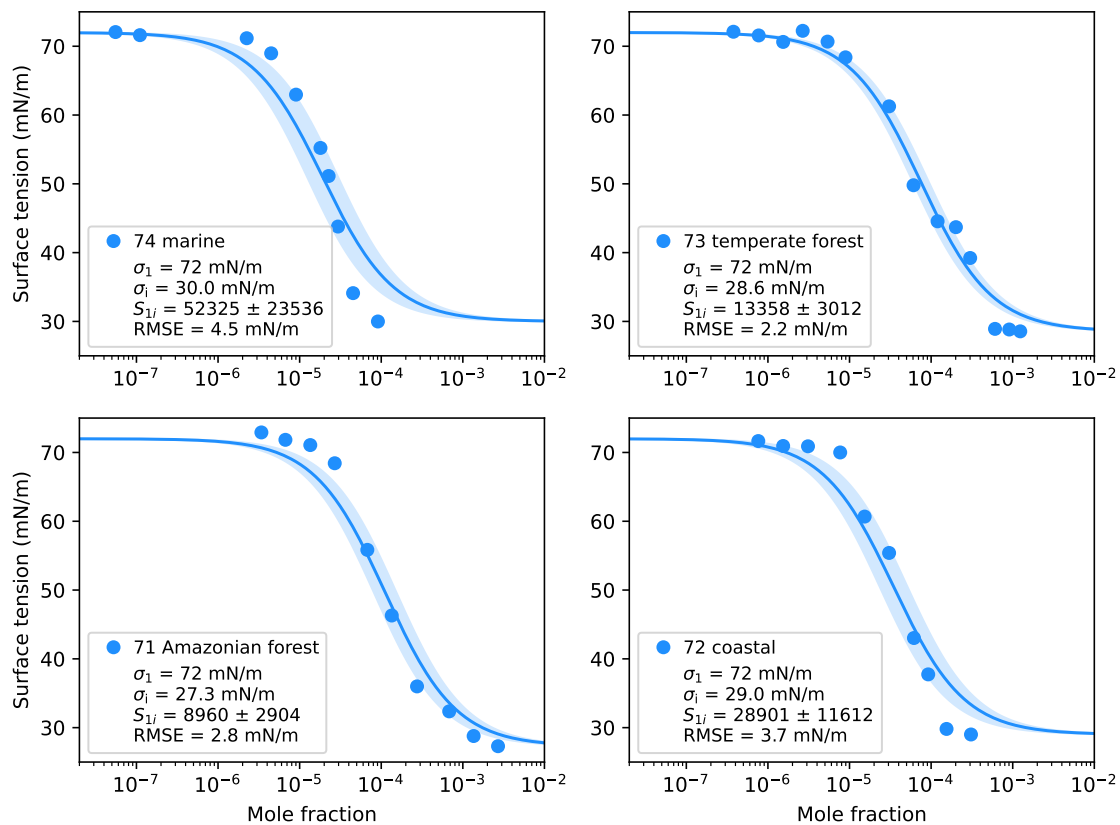 70
60
50
40
30
Surface tension (mN/m)
74 marine
σ₁ = 72 mN/m
σᵢ = 30.0 mN/m
S₁ᵢ = 52325 ± 23536
RMSE = 4.5 mN/m
10⁻⁷ 10⁻⁶ 10⁻⁵ 10⁻⁴ 10⁻³ 10⁻²
70
60
50
40
30
73 temperate forest
σ₁ = 72 mN/m
σᵢ = 28.6 mN/m
S₁ᵢ = 13358 ± 3012
RMSE = 2.2 mN/m
10⁻⁷ 10⁻⁶ 10⁻⁵ 10⁻⁴ 10⁻³ 10⁻²
70
60
50
40
30
Surface tension (mN/m)
71 Amazonian forest
σ₁ = 72 mN/m
σᵢ = 27.3 mN/m
S₁ᵢ = 8960 ± 2904
RMSE = 2.8 mN/m
10⁻⁷ 10⁻⁶ 10⁻⁵ 10⁻⁴ 10⁻³ 10⁻²
Mole fraction
70
60
50
40
30
72 coastal
σ₁ = 72 mN/m
σᵢ = 29.0 mN/m
S₁ᵢ = 28901 ± 11612
RMSE = 3.7 mN/m
10⁻⁷ 10⁻⁶ 10⁻⁵ 10⁻⁴ 10⁻³ 10⁻²
Mole fraction